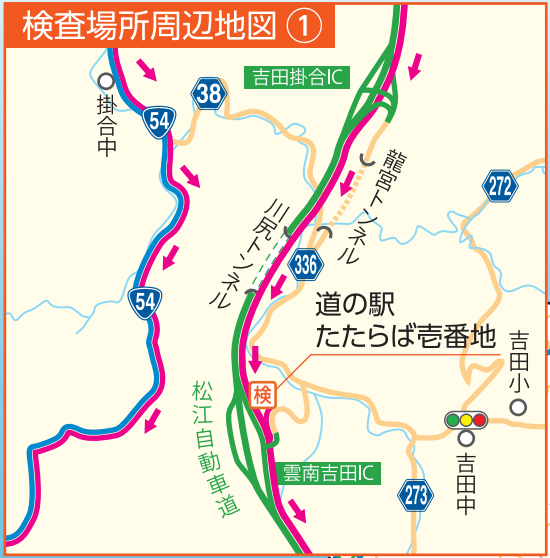 検査場所周辺地図 ①
吉田掛合IC
38
54
掛合中
龍宮トンネル
272
川尻トンネル
336
54
道の駅
たたらば壱番地
吉田小
検
松江自動車道
雲南吉田IC
吉田中
273